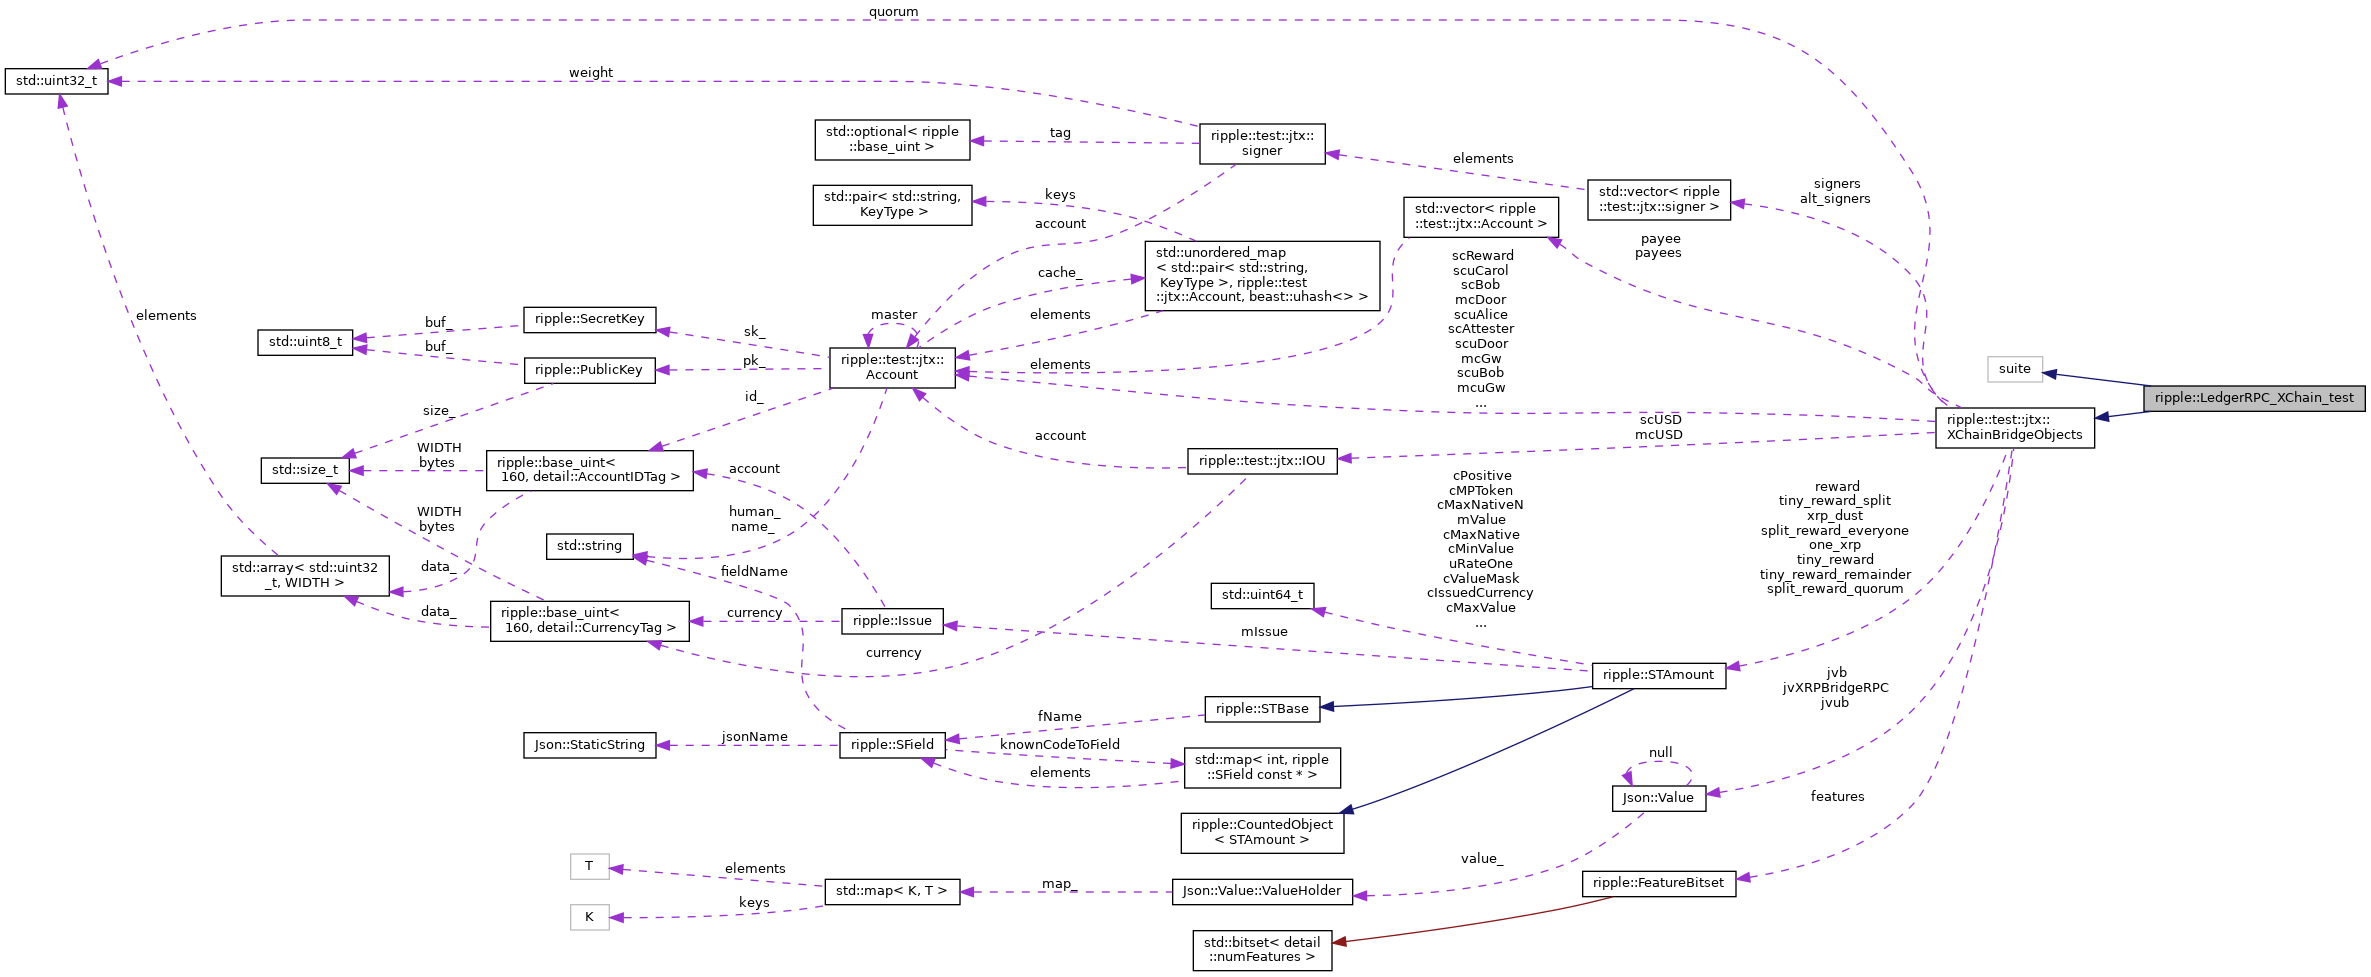 quorum
std::uint32_t
weight
std::optional< ripple
::base_uint >
tag
ripple::test::jtx::
signer
elements
std::vector< ripple
::test::jtx::signer >
signers
alt_signers
std::pair< std::string,
KeyType >
keys
account
std::vector< ripple
::test::jtx::Account >
payee
payees
std::unordered_map
< std::pair< std::string,
KeyType >, ripple::test
::jtx::Account, beast::uhash<> >
cache_
elements
scReward
scuCarol
scBob
mcDoor
scuAlice
scAttester
scuDoor
mcGw
scuBob
mcuGw
...
elements
ripple::SecretKey
buf_
std::uint8_t
buf_
ripple::PublicKey
sk_
pk_
master
ripple::test::jtx::
Account
elements
suite
ripple::LedgerRPC_XChain_test
ripple::test::jtx::
XChainBridgeObjects
scUSD
mcUSD
id_
size_
account
ripple::test::jtx::IOU
WIDTH
bytes
std::size_t
ripple::base_uint<
160, detail::AccountIDTag >
account
WIDTH
bytes
human_
name_
std::string
cPositive
cMPToken
cMaxNativeN
mValue
cMaxNative
cMinValue
uRateOne
cValueMask
cIssuedCurrency
cMaxValue
...
reward
tiny_reward_split
xrp_dust
split_reward_everyone
one_xrp
tiny_reward
tiny_reward_remainder
split_reward_quorum
std::array< std::uint32
_t, WIDTH >
data_
fieldName
std::uint64_t
data_
ripple::base_uint<
160, detail::CurrencyTag >
currency
ripple::Issue
mIssue
currency
ripple::STAmount
jvb
jvXRPBridgeRPC
jvub
ripple::STBase
fName
Json::StaticString
jsonName
ripple::SField
knownCodeToField
elements
std::map< int, ripple
::SField const * >
null
Json::Value
features
ripple::CountedObject
< STAmount >
value_
T
elements
std::map< K, T >
map_
Json::Value::ValueHolder
ripple::FeatureBitset
keys
K
std::bitset< detail
::numFeatures >